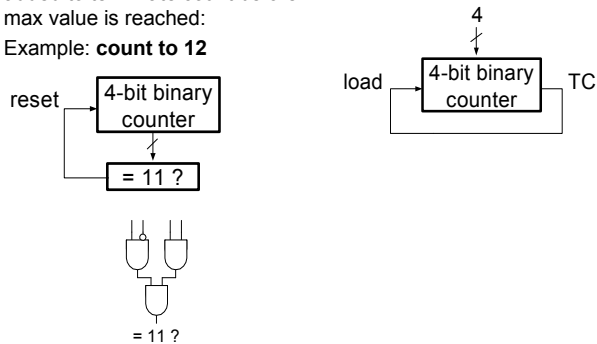 max value is reached:
Example: count to 12
reset
4-bit binary
counter
= 11 ?
= 11 ?
4
load
4-bit binary
counter
TC